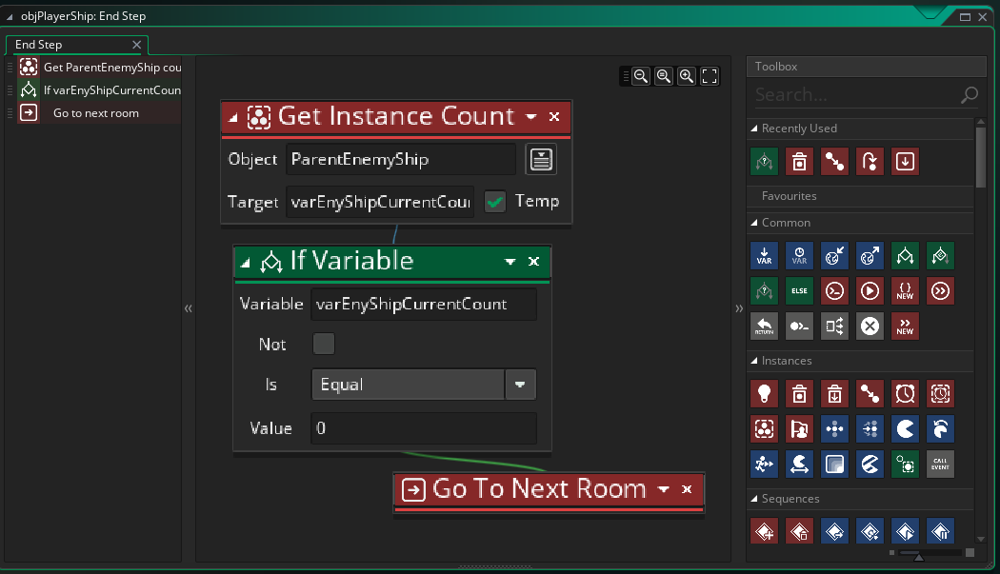 objPlayerShip: End Step
End Step
Get ParentEnemyShip cou
If varEnyShipCurrentCoun
Go to next room
Get Instance Count
Object ParentEnemyShip
Target varEnyShipCurrentCou Temp
If Variable
Variable varEnyShipCurrentCount
Not
Is Equal
Value 0
Go To Next Room
Toolbox
Search...
Recently Used
Favourites
Common
VAR VAR
ELSE NEW
RETURN NEW
Instances
CALL EVENT
Sequences